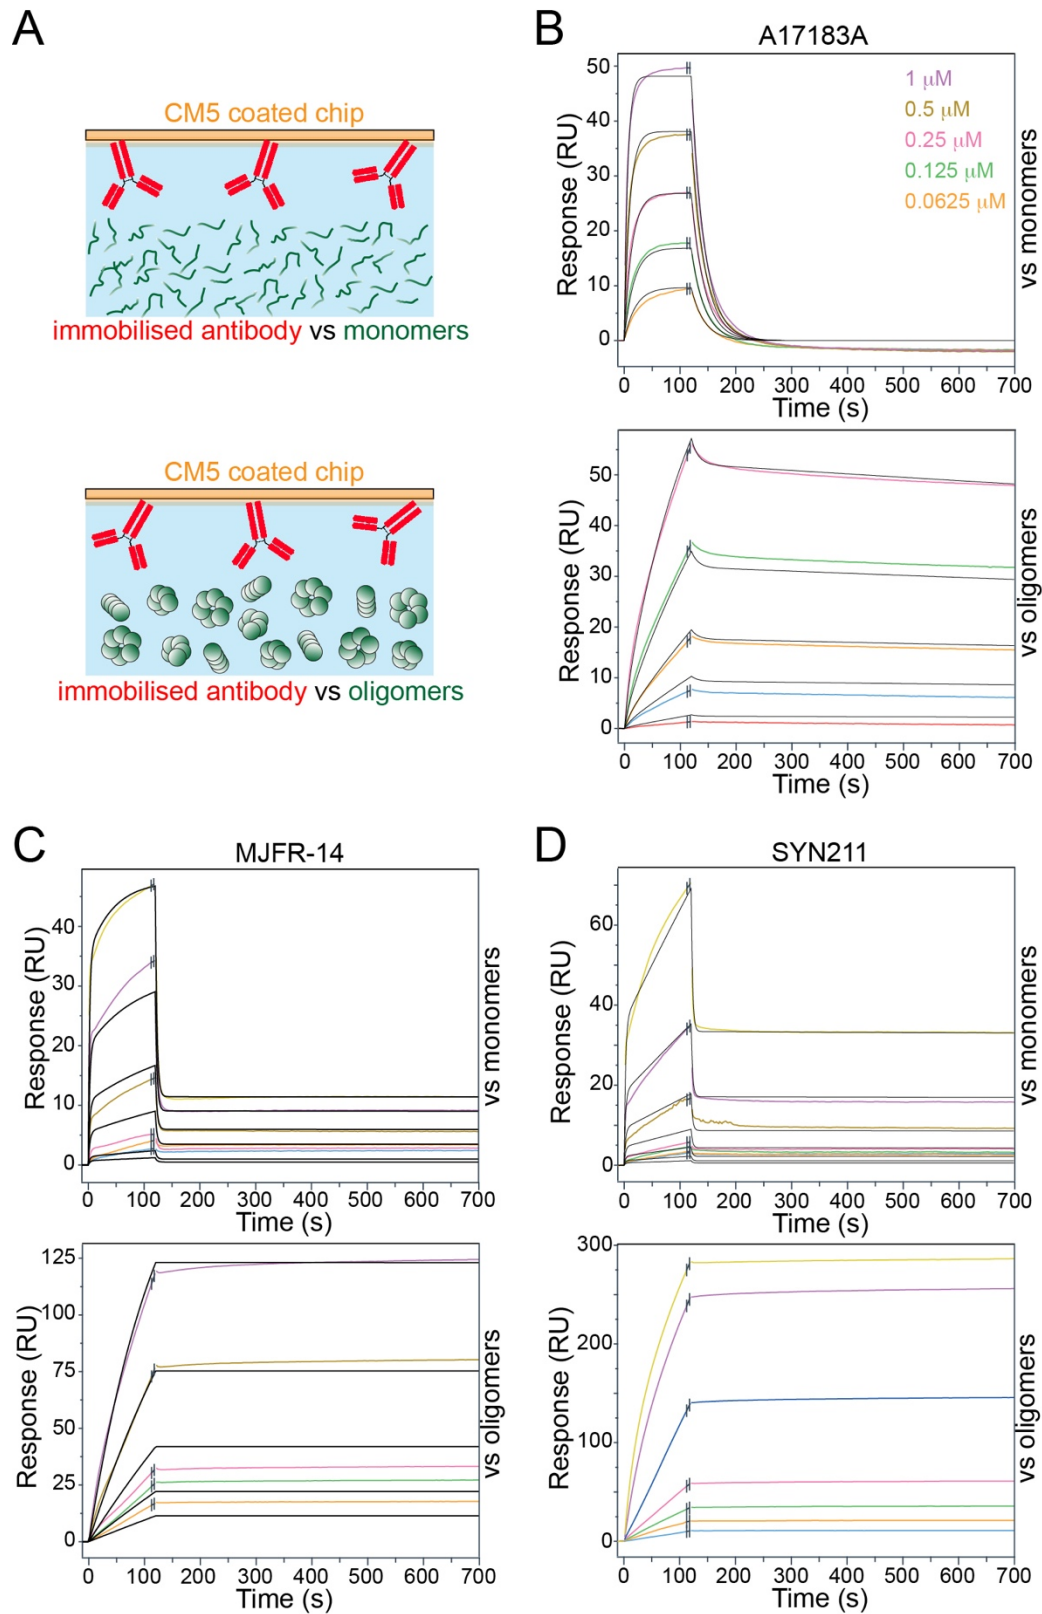 A
CM5 coated chip
immobilised antibody vs monomers
CM5 coated chip
immobilised antibody vs oligomers
B
A17183A
Response (RU)
50
40
30
20
10
0
1 μM
0.5 μM
0.25 μM
0.125 μM
0.0625 μM
vs monomers
0 100 200 300 400 500 600 700
Time (s)
Response (RU)
50
40
30
20
10
0
vs oligomers
0 100 200 300 400 500 600 700
Time (s)
C
MJFR-14
Response (RU)
40
30
20
10
0
vs monomers
0 100 200 300 400 500 600 700
Time (s)
Response (RU)
125
100
75
50
25
0
vs oligomers
0 100 200 300 400 500 600 700
Time (s)
D
SYN211
Response (RU)
60
40
20
0
vs monomers
0 100 200 300 400 500 600 700
Time (s)
Response (RU)
300
200
100
0
vs oligomers
0 100 200 300 400 500 600 700
Time (s)